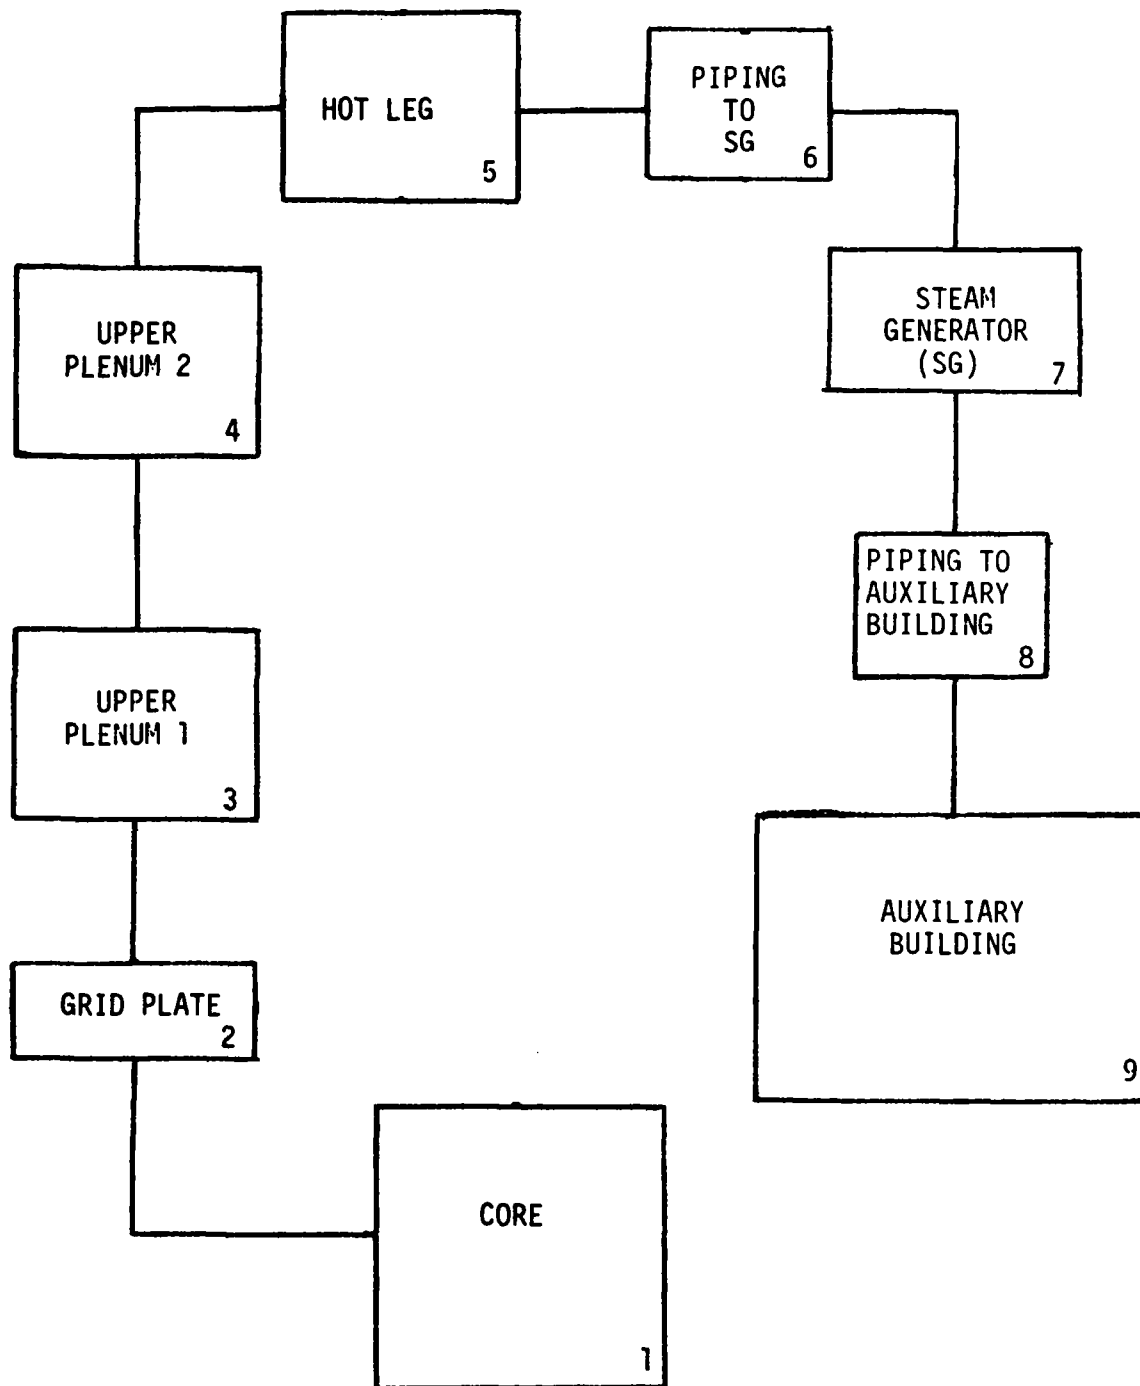 HOT LEG
5
PIPING
TO
SG
6
UPPER
PLENUM 2
4
STEAM
GENERATOR
(SG)
7
PIPING TO
AUXILIARY
BUILDING
8
UPPER
PLENUM 1
3
AUXILIARY
BUILDING
9
GRID PLATE
2
CORE
1